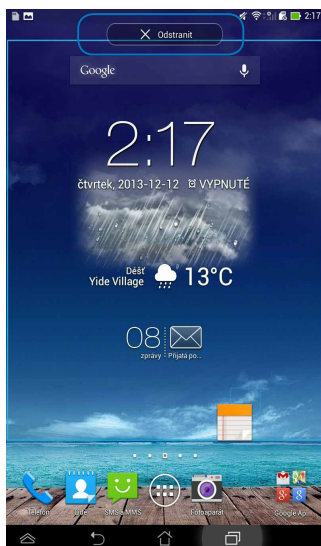 2:17
X Odstranit
Google
2:17
čtvrtek, 2013-12-12 VYPNUTÉ
Déšť
Yide Village
13°C
08
zprávy
Přijatá po...
Telefon
Lidé
SMS a MMS
Fotoaparát
Google Ap...